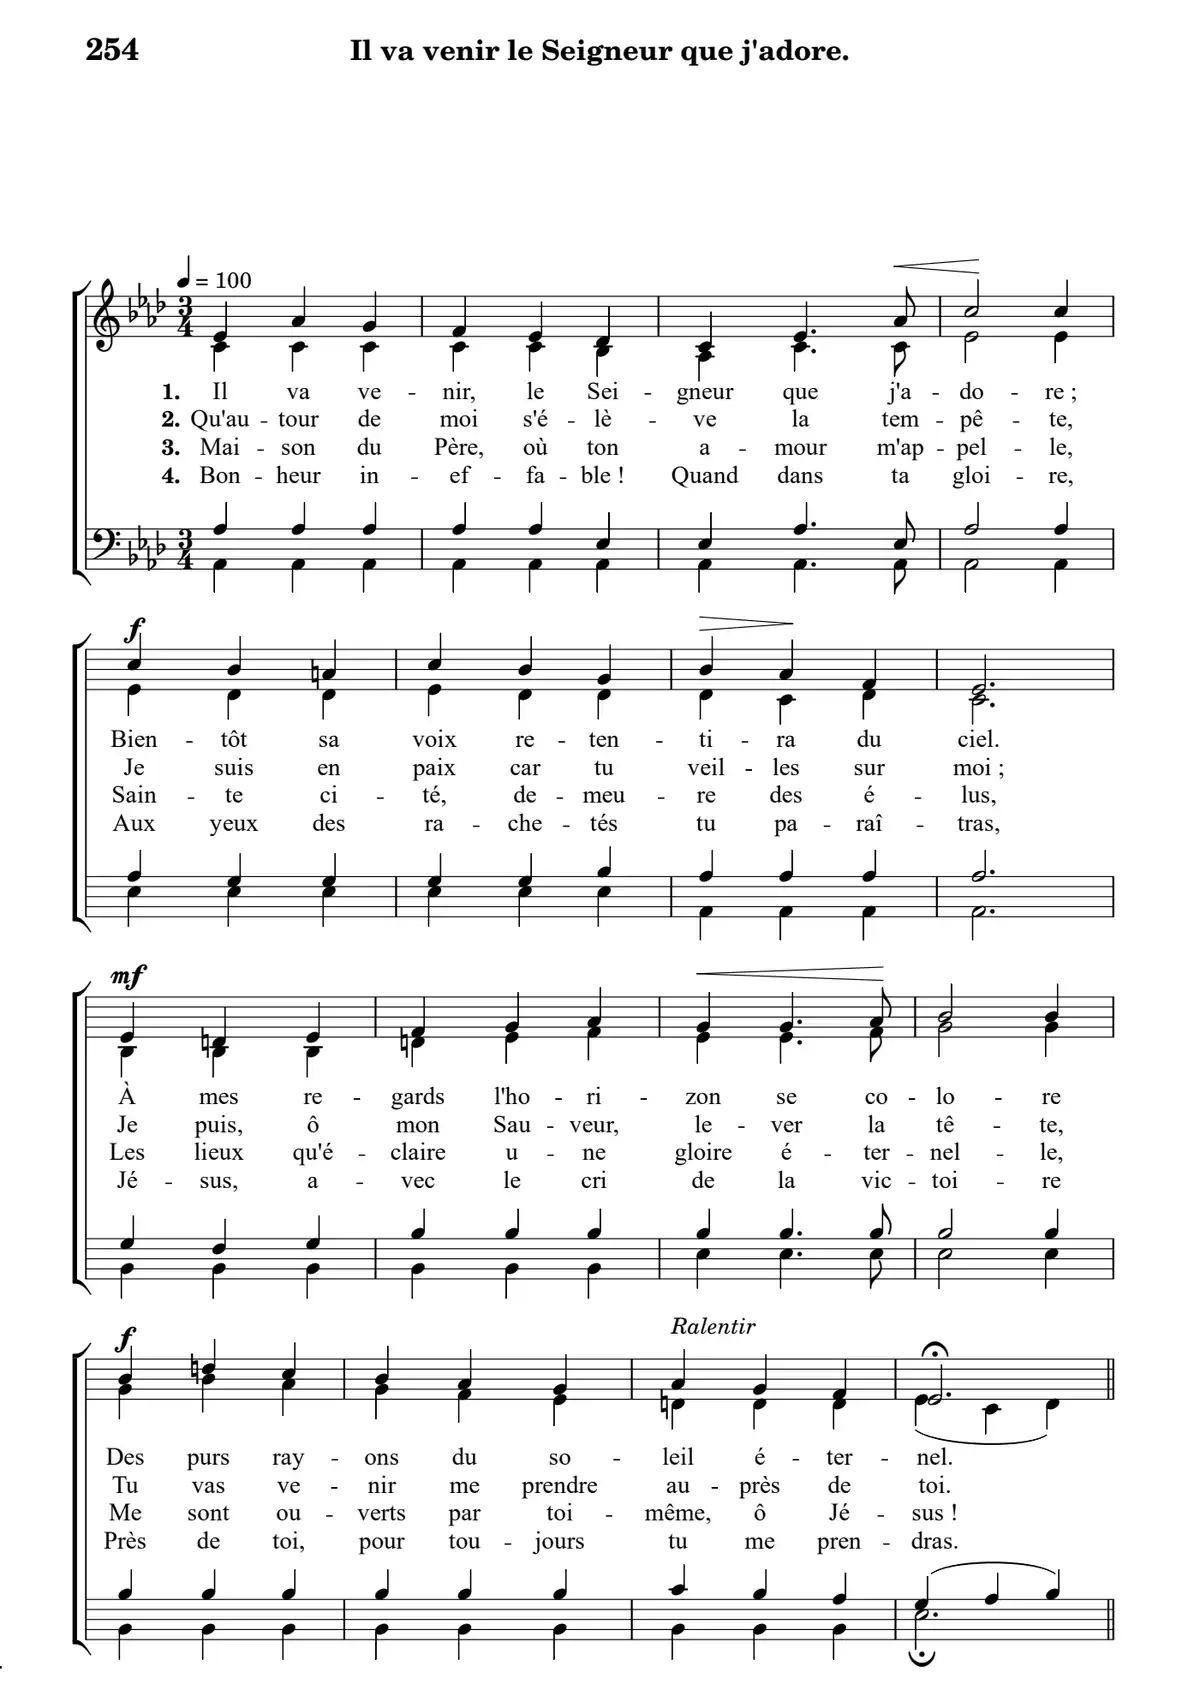 254 Il va venir le Seigneur que j'adore.
= 100
3 4
1. Il va ve - nir, le Sei - gneur que j'a - do - re ;
2. Qu'au - tour de moi s'é - lè - ve la tem - pê - te,
3. Mai - son du Père, où ton a - mour m'ap - pel - le,
4. Bon - heur in - ef - fa - ble ! Quand dans ta gloi - re,
3 4
f
Bien - tôt sa voix re - ten - ti - ra du ciel.
Je suis en paix car tu veil - les sur moi ;
Sain - te ci - té, de - meu - re des é - lus,
Aux yeux des ra - che - tés tu pa - raî - tras,
mf
À mes re - gards l'ho - ri - zon se co - lo - re
Je puis, ô mon Sau - veur, le - ver la tê - te,
Les lieux qu'é - claire u - ne gloire é - ter - nel - le,
Jé - sus, a - vec le cri de la vic - toi - re
f Ralentir
Des purs ray - ons du so - leil é - ter - nel.
Tu vas ve - nir me prendre au - près de toi.
Me sont ou - verts par toi - même, ô Jé - sus !
Près de toi, pour tou - jours tu me pren - dras.